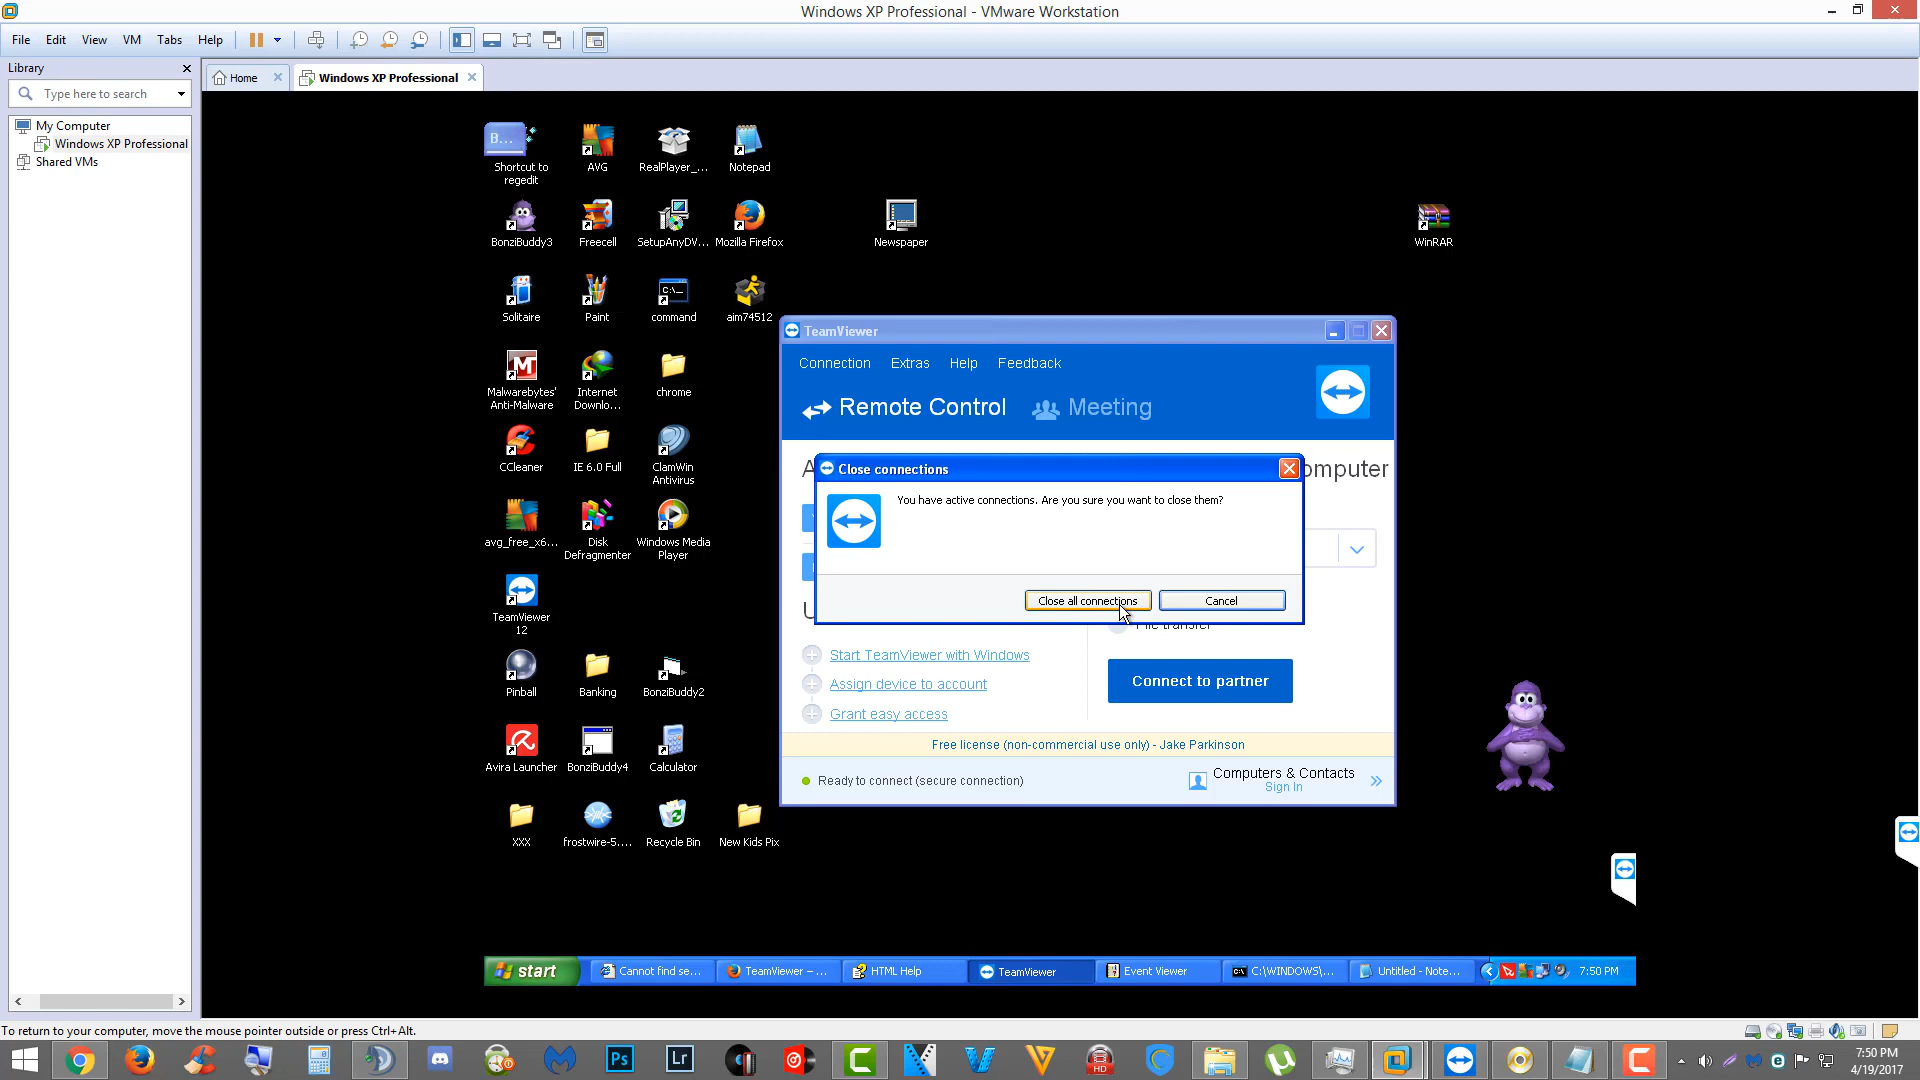 Windows XP Professional - VMware Workstation
File Edit View VM Tabs Help
Library
Home
Windows XP Professional
Type here to search
My Computer
Windows XP Professional
Shared VMs
B...
Shortcut to regedit
AVG
RealPlayer_...
Notepad
BonziBuddy3
Freecell
SetupAnyDV...
Mozilla Firefox
Newspaper
WinRAR
Solitaire
Paint
C:\_
command
aim74512
Malwarebytes' Anti-Malware
Internet Downlo...
chrome
CCleaner
IE 6.0 Full
ClamWin Antivirus
avg_free_x6...
Disk Defragmenter
Windows Media Player
TeamViewer 12
Pinball
Banking
BonziBuddy2
Avira Launcher
BonziBuddy4
Calculator
XXX
frostwire-5....
Recycle Bin
New Kids Pix
TeamViewer
Connection Extras Help Feedback
Remote Control
Meeting
omputer
Close connections
You have active connections. Are you sure you want to close them?
Close all connections
Cancel
Start TeamViewer with Windows
Assign device to account
Grant easy access
Connect to partner
Free license (non-commercial use only) - Jake Parkinson
Ready to connect (secure connection)
Computers & Contacts
Sign In
start
Cannot find se...
TeamViewer – ...
HTML Help
TeamViewer
Event Viewer
C:\WINDOWS\...
Untitled - Note...
7:50 PM
To return to your computer, move the mouse pointer outside or press Ctrl+Alt.
Ps
Lr
HD
7:50 PM
4/19/2017